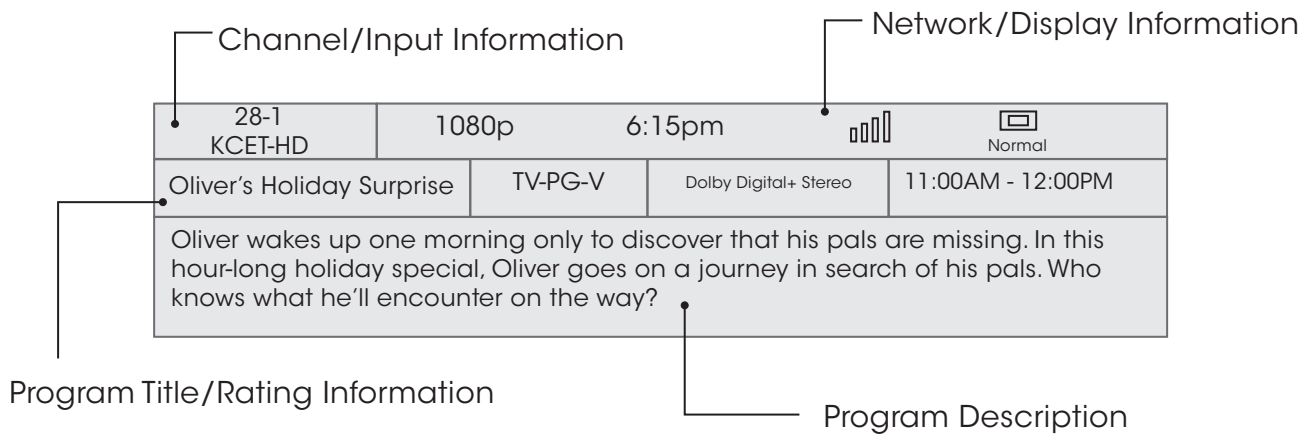 Channel/Input Information
Network/Display Information
28-1
KCET-HD
1080p
6:15pm
Normal
Oliver's Holiday Surprise
TV-PG-V
Dolby Digital+ Stereo
11:00AM - 12:00PM
Oliver wakes up one morning only to discover that his pals are missing. In this
hour-long holiday special, Oliver goes on a journey in search of his pals. Who
knows what he'll encounter on the way?
Program Title/Rating Information
Program Description